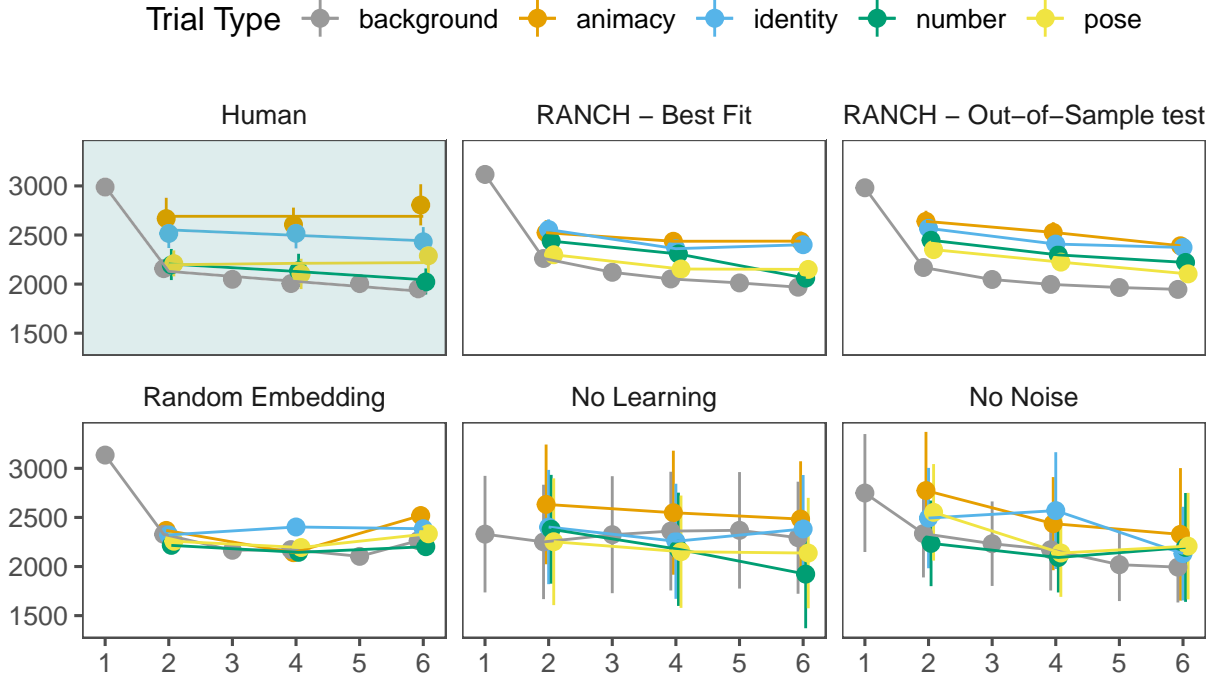 Trial Type background animacy identity number pose
Human RANCH – Best Fit RANCH – Out–of–Sample test
3000
2500
2000
1500
Random Embedding No Learning No Noise
3000
2500
2000
1500
1 2 3 4 5 6 1 2 3 4 5 6 1 2 3 4 5 6